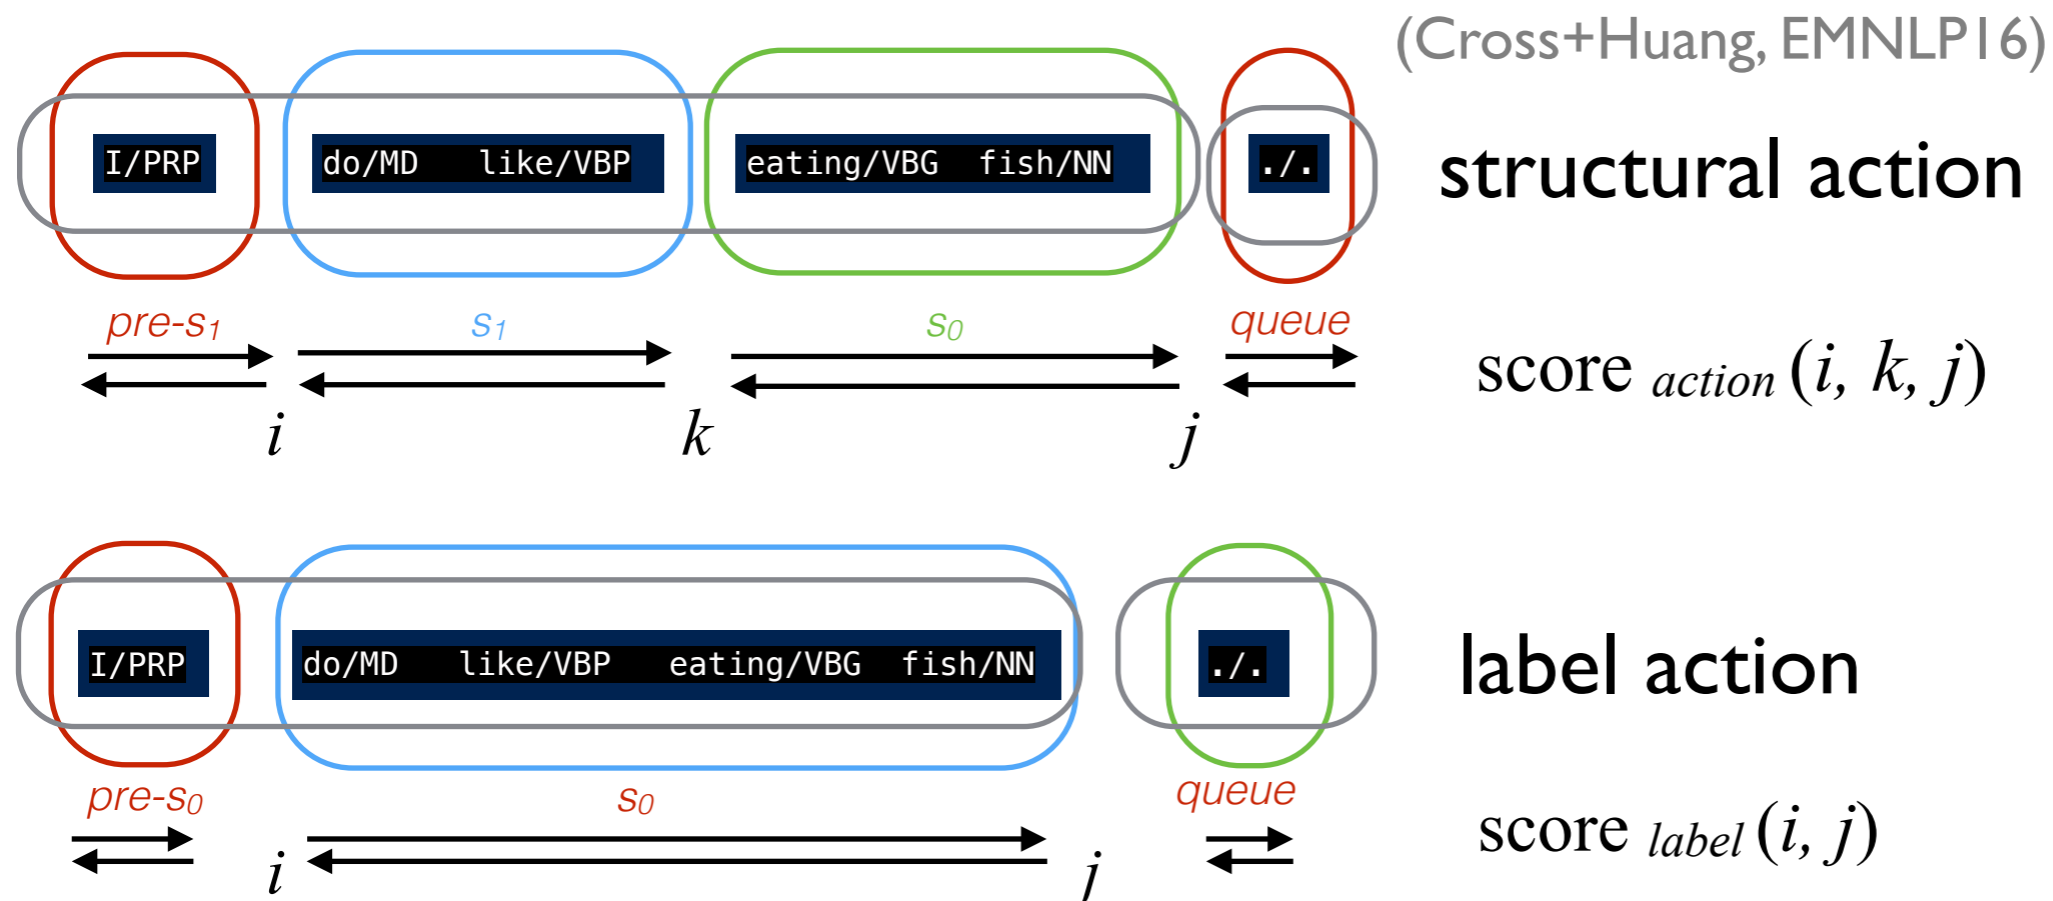 (Cross+Huang, EMNLP16)
I/PRP do/MD like/VBP eating/VBG fish/NN ./. structural action
pre-s1 s1 s0 queue
score action (i, k, j)
i k j
I/PRP do/MD like/VBP eating/VBG fish/NN ./. label action
pre-s0 s0 queue
score label (i, j)
i j